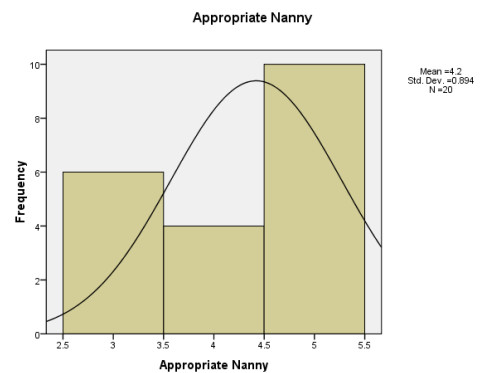 Appropriate Nanny
Mean =4.2
Std. Dev. =0.894
N =20
Frequency
10
8
6
4
2
0
2.5 3 3.5 4 4.5 5 5.5
Appropriate Nanny